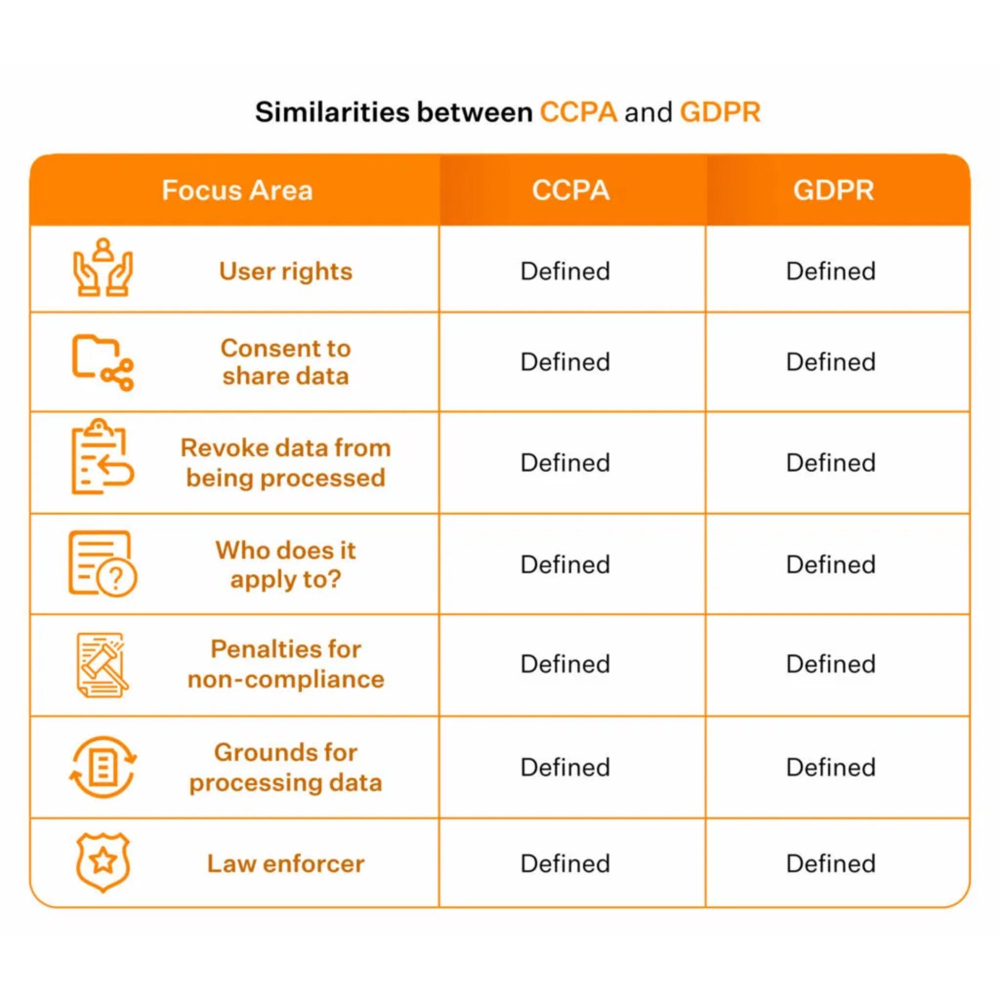 Similarities between CCPA and GDPR
Focus Area CCPA GDPR
User rights Defined Defined
Consent to
share data Defined Defined
Revoke data from
being processed Defined Defined
Who does it
apply to? Defined Defined
?
Penalties for
non-compliance Defined Defined
Grounds for
processing data Defined Defined
Law enforcer Defined Defined